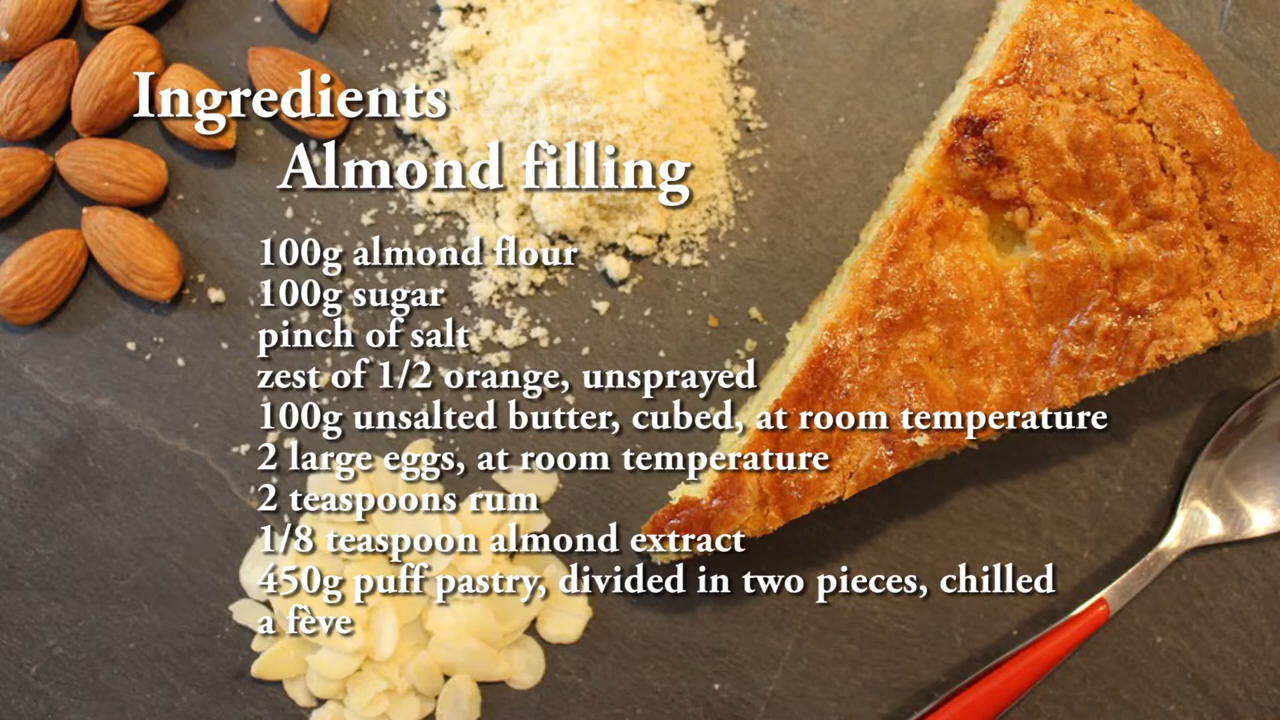 Ingredients
Almond filling
100g almond flour
100g sugar
pinch of salt
zest of 1/2 orange, unsprayed
100g unsalted butter, cubed, at room temperature
2 large eggs, at room temperature
2 teaspoons rum
1/8 teaspoon almond extract
450g puff pastry, divided in two pieces, chilled
a fève